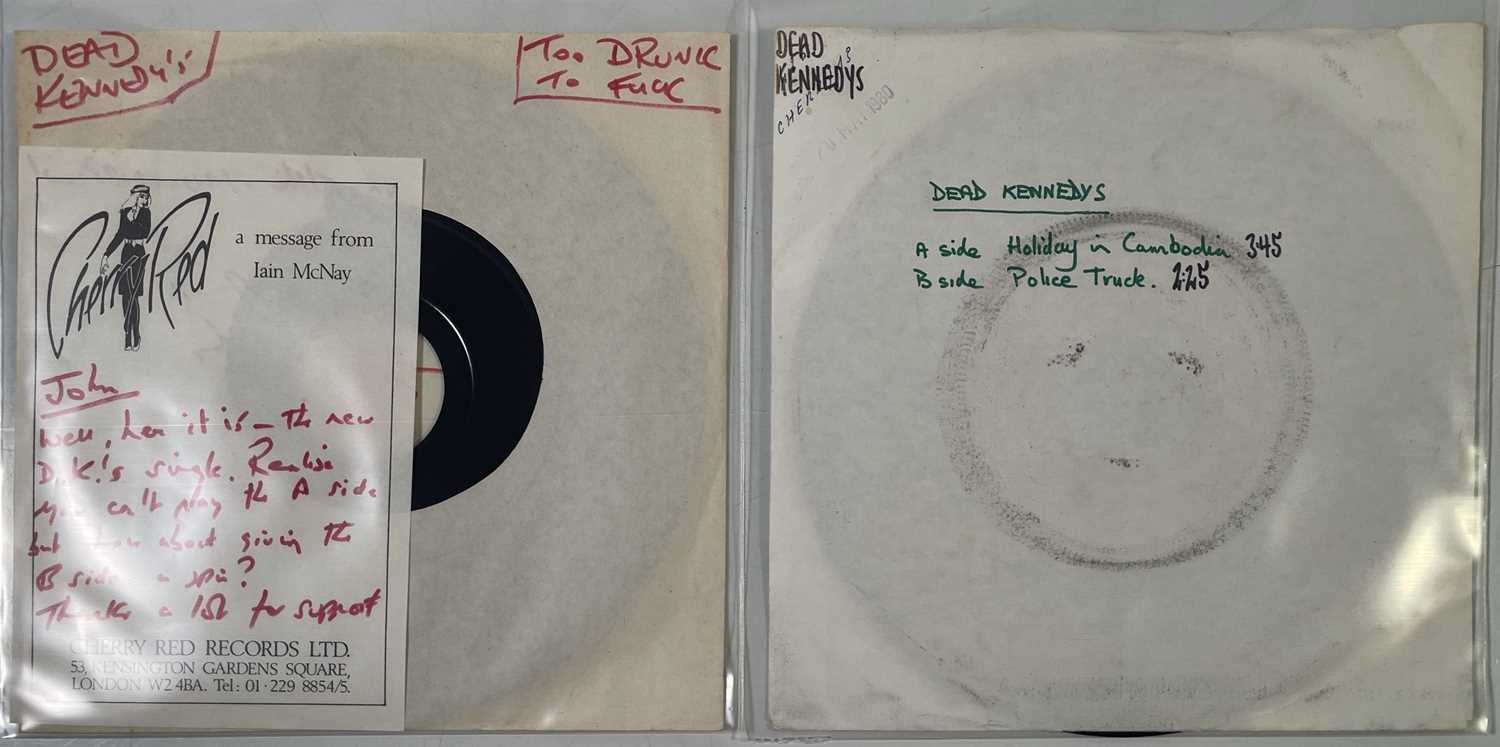 DEAD
KENNEDY'S
Too DRUNK
To FUCK
Cherry Red
a message from
Iain McNay
John
Well, here it is - The new
D.K.'s single. Realise
you can't play the A side
but how about giving the
B side a spin?
Thanks a lot for support
CHERRY RED RECORDS LTD.
53, KENSINGTON GARDENS SQUARE,
LONDON W2 4BA. Tel: 01·229 8854/5.
DEAD
KENNEDYS
1980
DEAD KENNEDYS
A side Holiday in Cambodia 3.45
B side Police Truck. 2.25